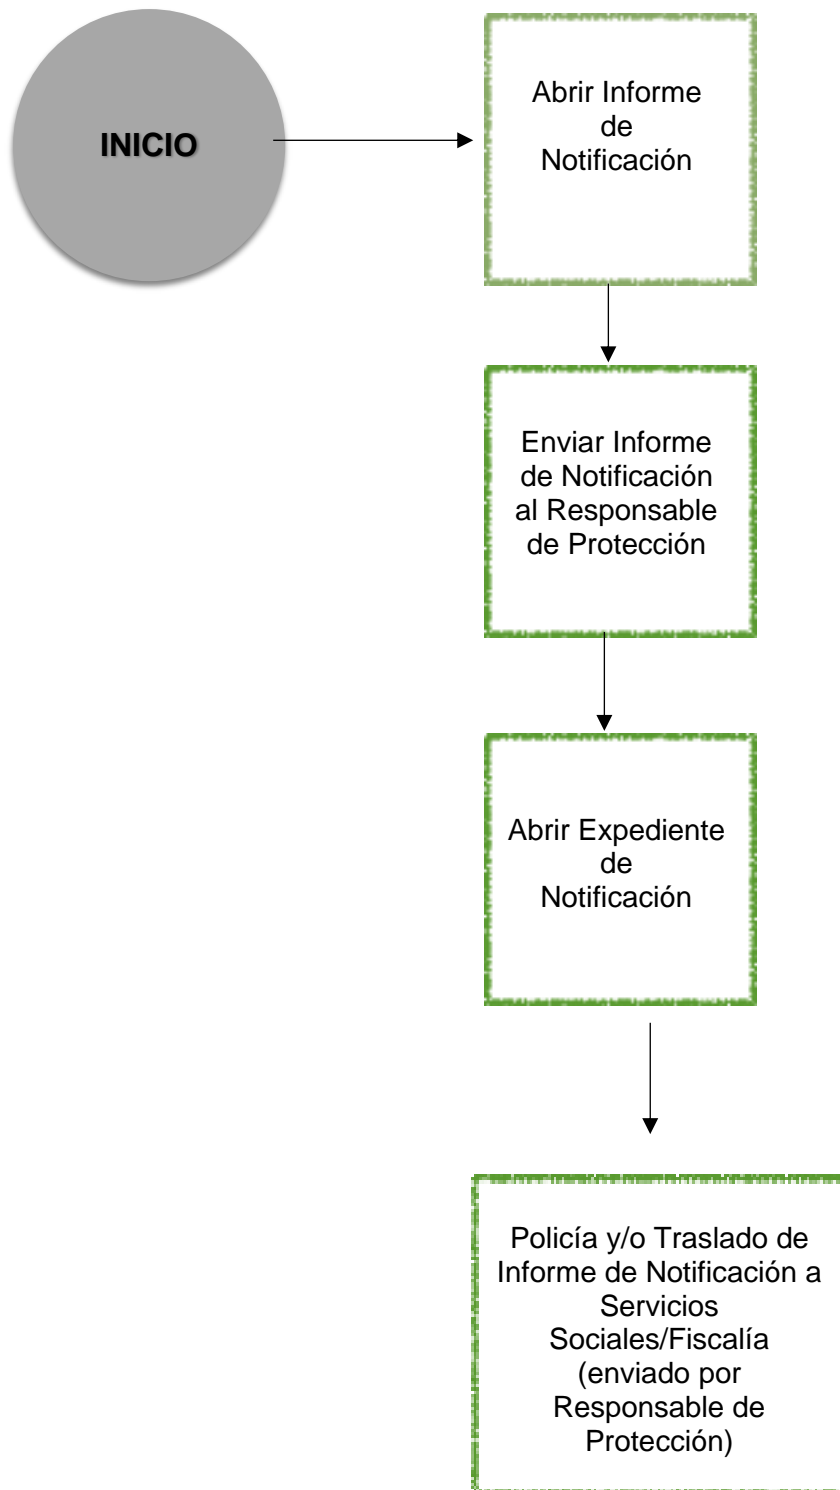 INICIO
Abrir Informe
de
Notificación
Enviar Informe
de Notificación
al Responsable
de Protección
Abrir Expediente
de
Notificación
Policía y/o Traslado de
Informe de Notificación a
Servicios
Sociales/Fiscalía
(enviado por
Responsable de
Protección)